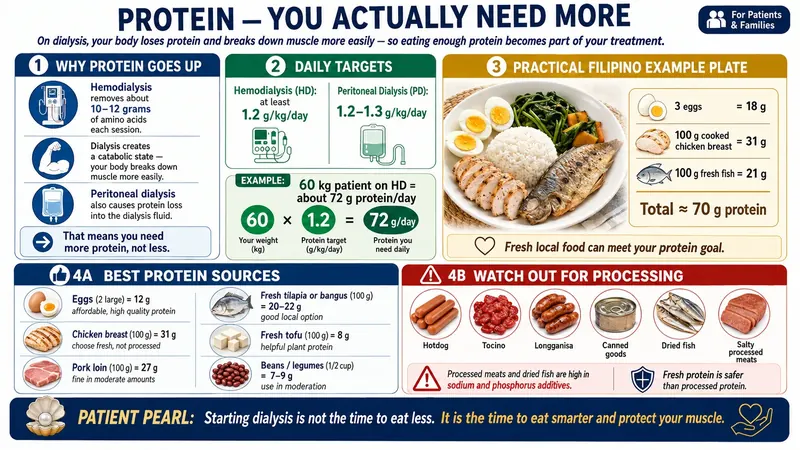 PROTEIN — YOU ACTUALLY NEED MORE
For Patients
& Families
On dialysis, your body loses protein and breaks down muscle more easily — so eating enough protein becomes part of your treatment.
1 WHY PROTEIN GOES UP
Hemodialysis
removes about
10–12 grams
of amino acids
each session.
Dialysis creates
a catabolic state —
your body breaks down
muscle more easily.
Peritoneal dialysis
also causes protein
loss into the dialysis fluid.
That means you need
more protein, not less.
2 DAILY TARGETS
Hemodialysis (HD):
at least
1.2 g/kg/day
Peritoneal Dialysis (PD):
1.2–1.3 g/kg/day
EXAMPLE:
60 kg patient on HD =
about 72 g protein/day
60 × 1.2 = 72 g/day
Your weight
(kg)
Protein target
(g/kg/day)
Protein you
need daily
3 PRACTICAL FILIPINO EXAMPLE PLATE
3 eggs = 18 g
100 g cooked
chicken breast = 31 g
100 g fresh fish = 21 g
Total ≈ 70 g protein
Fresh local food can meet your protein goal.
4A BEST PROTEIN SOURCES
Eggs (2 large) = 12 g
affordable, high quality protein
Chicken breast (100 g) = 31 g
choose fresh, not processed
Pork loin (100 g) = 27 g
fine in moderate amounts
Fresh tilapia or bangus (100 g)
= 20–22 g
good local option
Fresh tofu (100 g) = 8 g
helpful plant protein
Beans / legumes (1/2 cup)
= 7–9 g
use in moderation
4B WATCH OUT FOR PROCESSING
Hotdog
Tocino
Longganisa
Canned
goods
Dried fish
Salty
processed
meats
Processed meats and dried fish are high in
sodium and phosphorus additives.
Fresh protein is safer
than processed protein.
PATIENT PEARL: Starting dialysis is not the time to eat less. It is the time to eat smarter and protect your muscle.